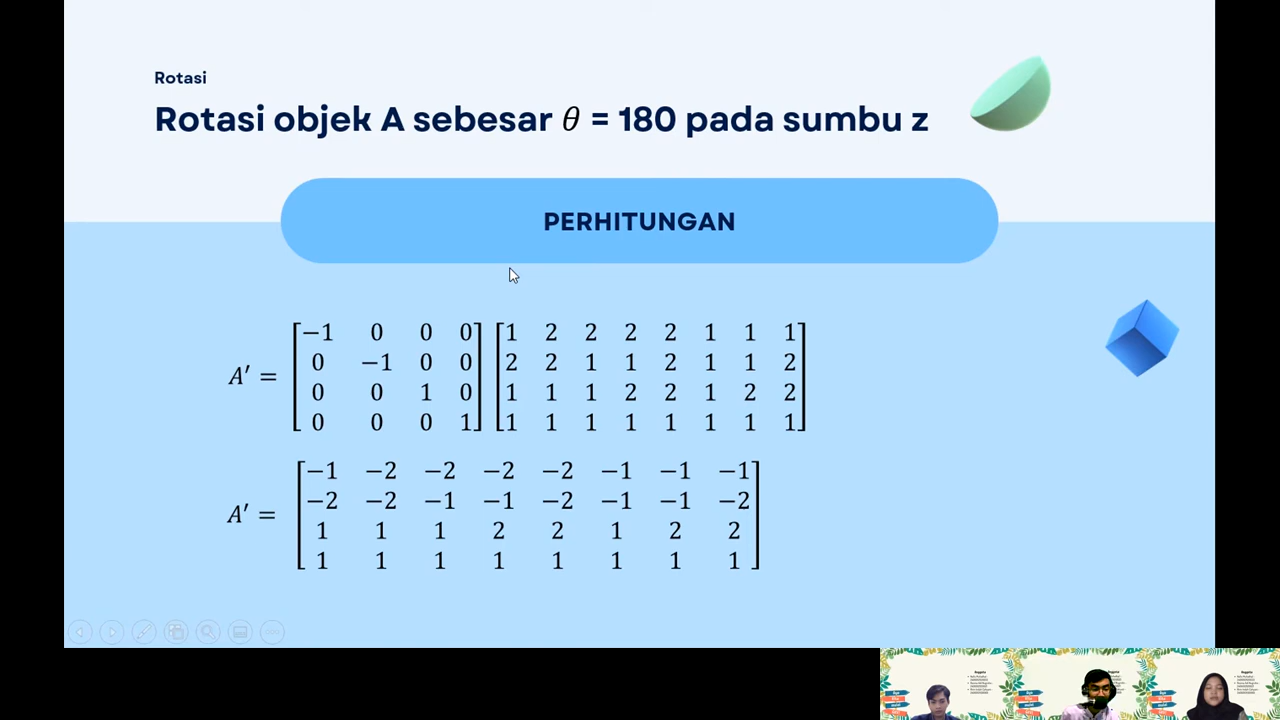 Rotasi
Rotasi objek A sebesar θ = 180 pada sumbu z
PERHITUNGAN
A′ = [−1 0 0 0] [1 2 2 2 2 1 1 1]
[0 −1 0 0] [2 2 1 1 2 1 1 2]
[0 0 1 0] [1 1 1 2 2 1 2 2]
[0 0 0 1] [1 1 1 1 1 1 1 1]
A′ = [−1 −2 −2 −2 −2 −1 −1 −1]
[−2 −2 −1 −1 −2 −1 −1 −2]
[1 1 1 2 2 1 2 2]
[1 1 1 1 1 1 1 1]